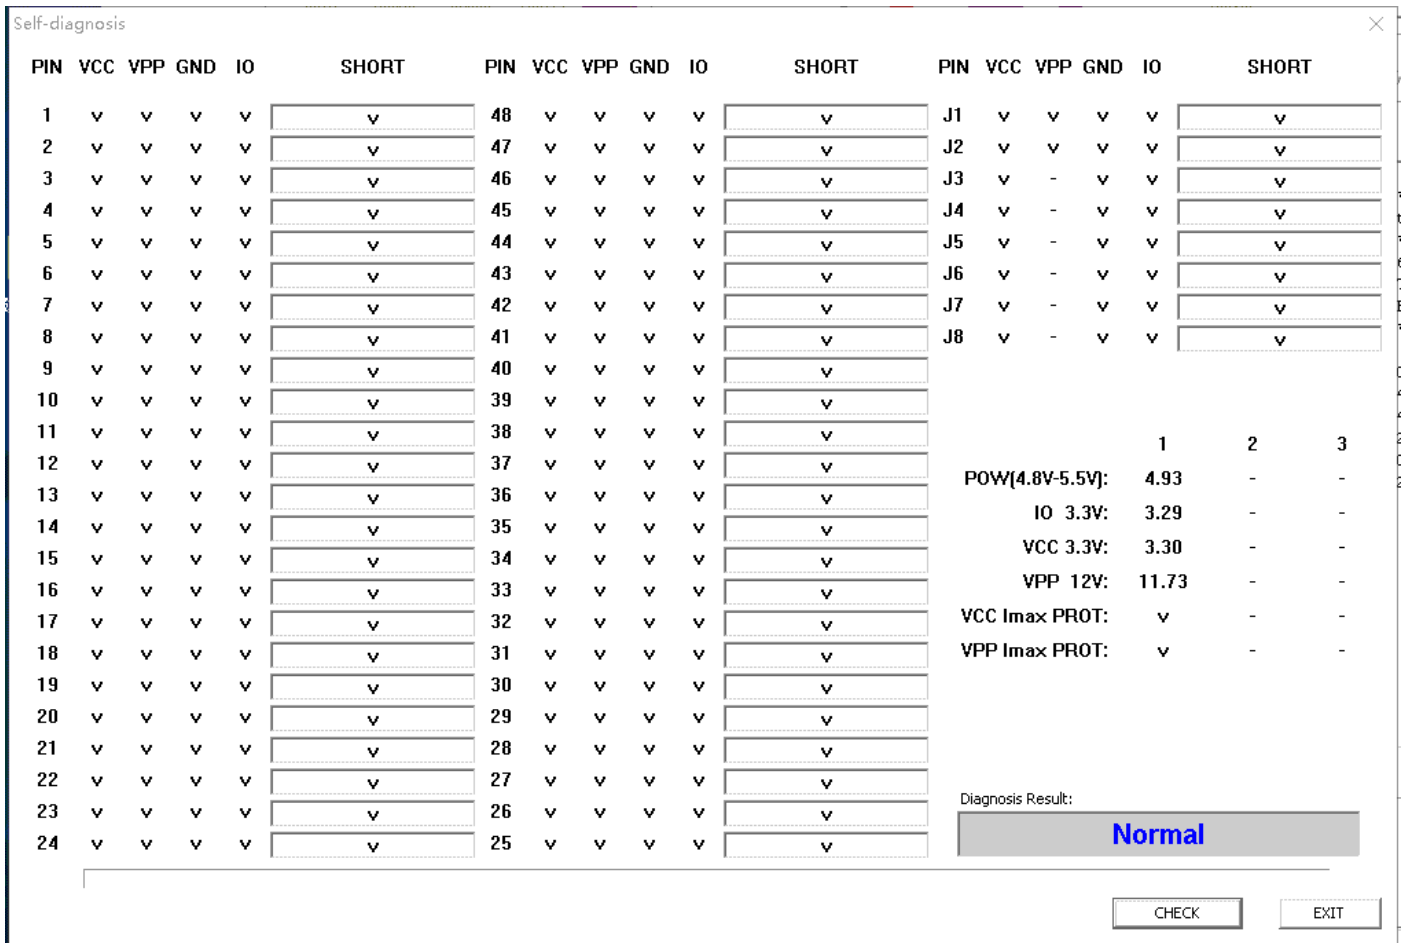 Self-diagnosis
PIN VCC VPP GND IO SHORT PIN VCC VPP GND IO SHORT PIN VCC VPP GND IO SHORT
1 v v v v v 48 v v v v v J1 v v v v v
2 v v v v v 47 v v v v v J2 v v v v v
3 v v v v v 46 v v v v v J3 v - v v v
4 v v v v v 45 v v v v v J4 v - v v v
5 v v v v v 44 v v v v v J5 v - v v v
6 v v v v v 43 v v v v v J6 v - v v v
7 v v v v v 42 v v v v v J7 v - v v v
8 v v v v v 41 v v v v v J8 v - v v v
9 v v v v v 40 v v v v v
10 v v v v v 39 v v v v v
11 v v v v v 38 v v v v v
1 2 3
12 v v v v v 37 v v v v v
POW(4.8V-5.5V): 4.93 - -
13 v v v v v 36 v v v v v
IO 3.3V: 3.29 - -
14 v v v v v 35 v v v v v
VCC 3.3V: 3.30 - -
15 v v v v v 34 v v v v v
VPP 12V: 11.73 - -
16 v v v v v 33 v v v v v
VCC Imax PROT: v - -
17 v v v v v 32 v v v v v
VPP Imax PROT: v - -
18 v v v v v 31 v v v v v
19 v v v v v 30 v v v v v
20 v v v v v 29 v v v v v
21 v v v v v 28 v v v v v
22 v v v v v 27 v v v v v
Diagnosis Result:
23 v v v v v 26 v v v v v
Normal
24 v v v v v 25 v v v v v
CHECK EXIT